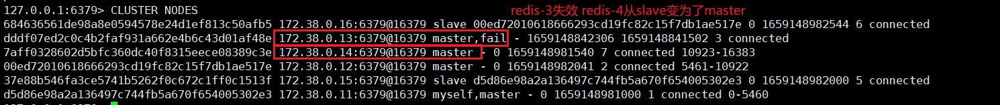 127.0.0.1:6379> CLUSTER NODES redis-3失效 redis-4从slave变为了master
684636561de98a8e0594578e24d1ef813c50afb5 172.38.0.16:6379@16379 slave 00ed72010618666293cd19fc82c15f7db1ae517e 0 1659148982544 6 connected
dddf07ed2c0c4b2faf931a662e4b6c43d01af48e 172.38.0.13:6379@16379 master,fail - 1659148842306 1659148841502 3 connected
7aff0328602d5bfc360dc40f8315eece08389c3e 172.38.0.14:6379@16379 master - 0 1659148981540 7 connected 10923-16383
00ed72010618666293cd19fc82c15f7db1ae517e 172.38.0.12:6379@16379 master - 0 1659148982041 2 connected 5461-10922
37e88b546fa3ce5741b5262f0c672c1ff0c1513f 172.38.0.15:6379@16379 slave d5d86e98a2a136497c744fb5a670f654005302e3 0 1659148982000 5 connected
d5d86e98a2a136497c744fb5a670f654005302e3 172.38.0.11:6379@16379 myself,master - 0 1659148981000 1 connected 0-5460